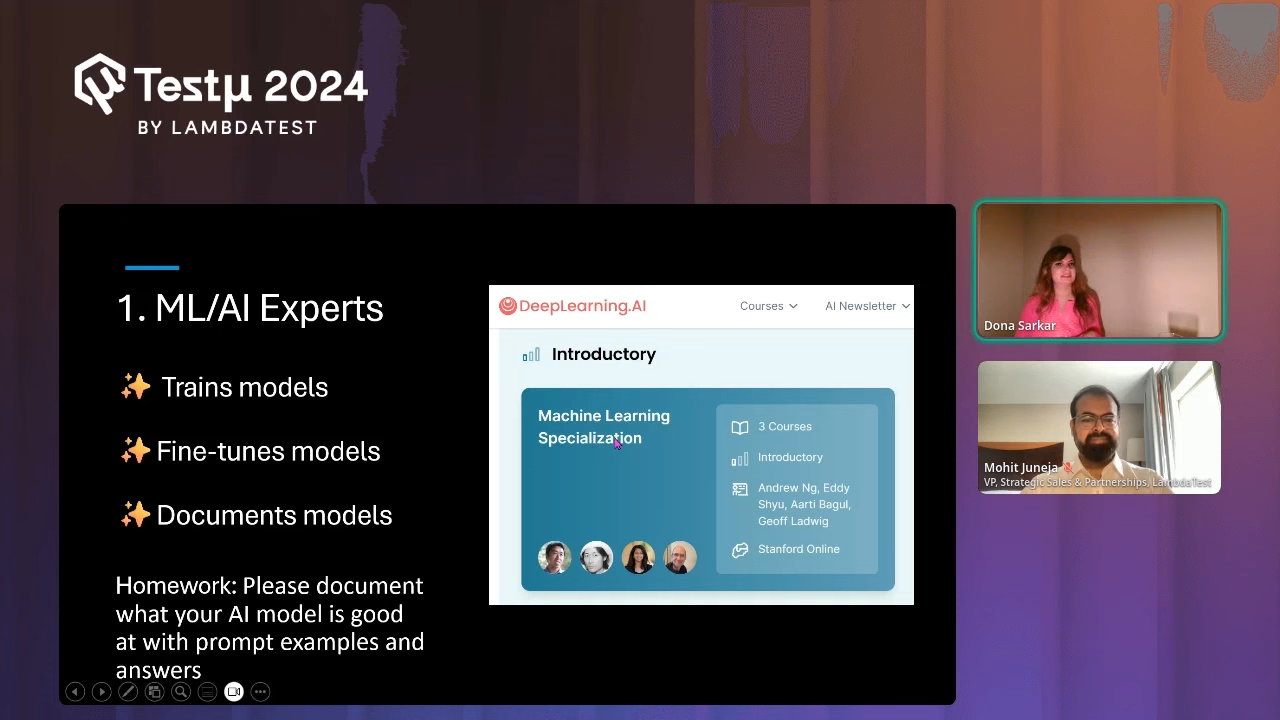 Testμ 2024
BY LAMBDATEST
1. ML/AI Experts
✨ Trains models
✨ Fine-tunes models
✨ Documents models
Homework: Please document
what your AI model is good
at with prompt examples and
answers
DeepLearning.AI
Courses
AI Newsletter
Introductory
Machine Learning
Specialization
3 Courses
Introductory
Andrew Ng, Eddy
Shyu, Aarti Bagul,
Geoff Ladwig
Stanford Online
Dona Sarkar
Mohit Juneja
VP, Strategic Sales & Partnerships, LambdaTest